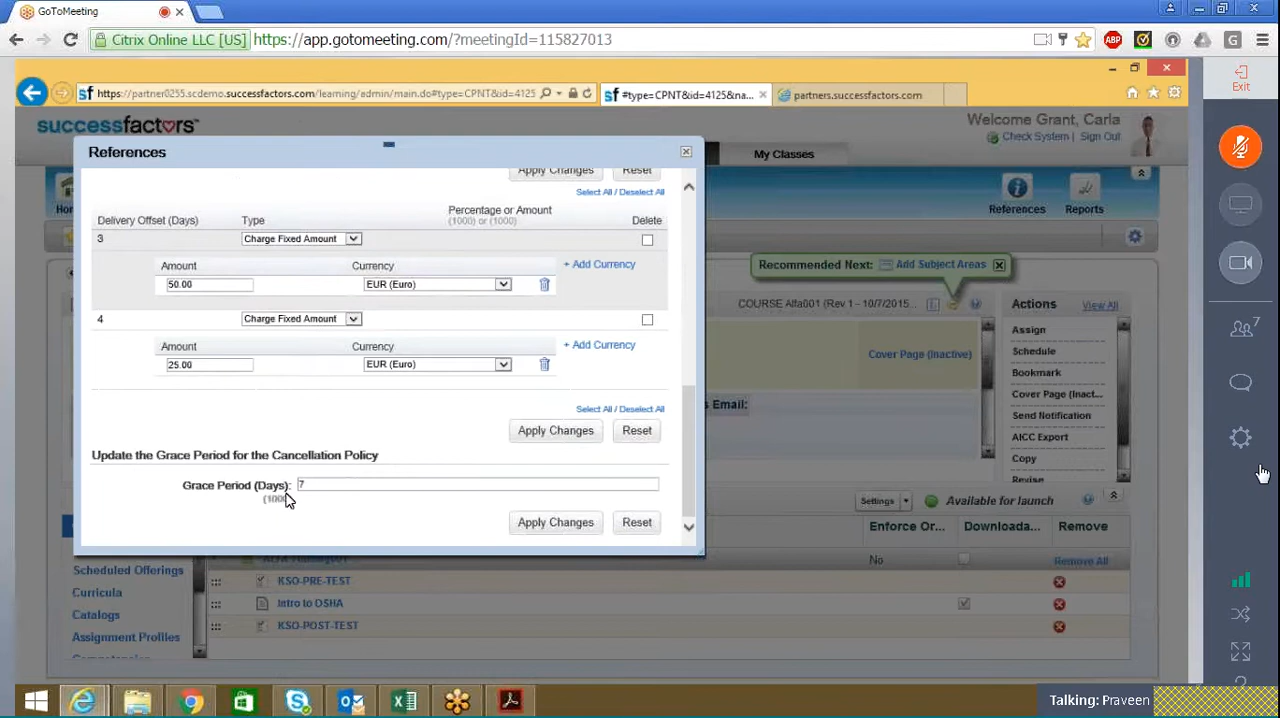 GoToMeeting
Citrix Online LLC [US]
https://app.gotomeeting.com/?meetingId=115827013
ABP
G
sf https://partner0255.scdemo.successfactors.com/learning/admin/main.do#type=CPNT&id=4125
sf #type=CPNT&id=4125&na...
partners.successfactors.com
Exit
successfactors™
Welcome Grant, Carla
Check System | Sign Out
My Classes
References
Reports
References
Apply Changes
Reset
Select All / Deselect All
Delivery Offset (Days)
Type
Percentage or Amount
(1000) or (1000)
Delete
3
Charge Fixed Amount
Amount
Currency
+ Add Currency
50.00
EUR (Euro)
4
Charge Fixed Amount
Amount
Currency
+ Add Currency
25.00
EUR (Euro)
Select All / Deselect All
Apply Changes
Reset
Update the Grace Period for the Cancellation Policy
Grace Period (Days):
7
Apply Changes
Reset
Recommended Next: Add Subject Areas
COURSE Alfa001 (Rev 1 - 10/7/2015...
Cover Page (Inactive)
Email:
Actions
View All
Assign
Schedule
Bookmark
Cover Page (Inact...
Send Notification
AICC Export
Copy
Revise
Settings
Available for launch
Enforce Or...
Downloada...
Remove
No
Remove All
Scheduled Offerings
Curricula
Catalogs
Assignment Profiles
KSO-PRE-TEST
Intro to OSHA
KSO-POST-TEST
7
Talking: Praveen